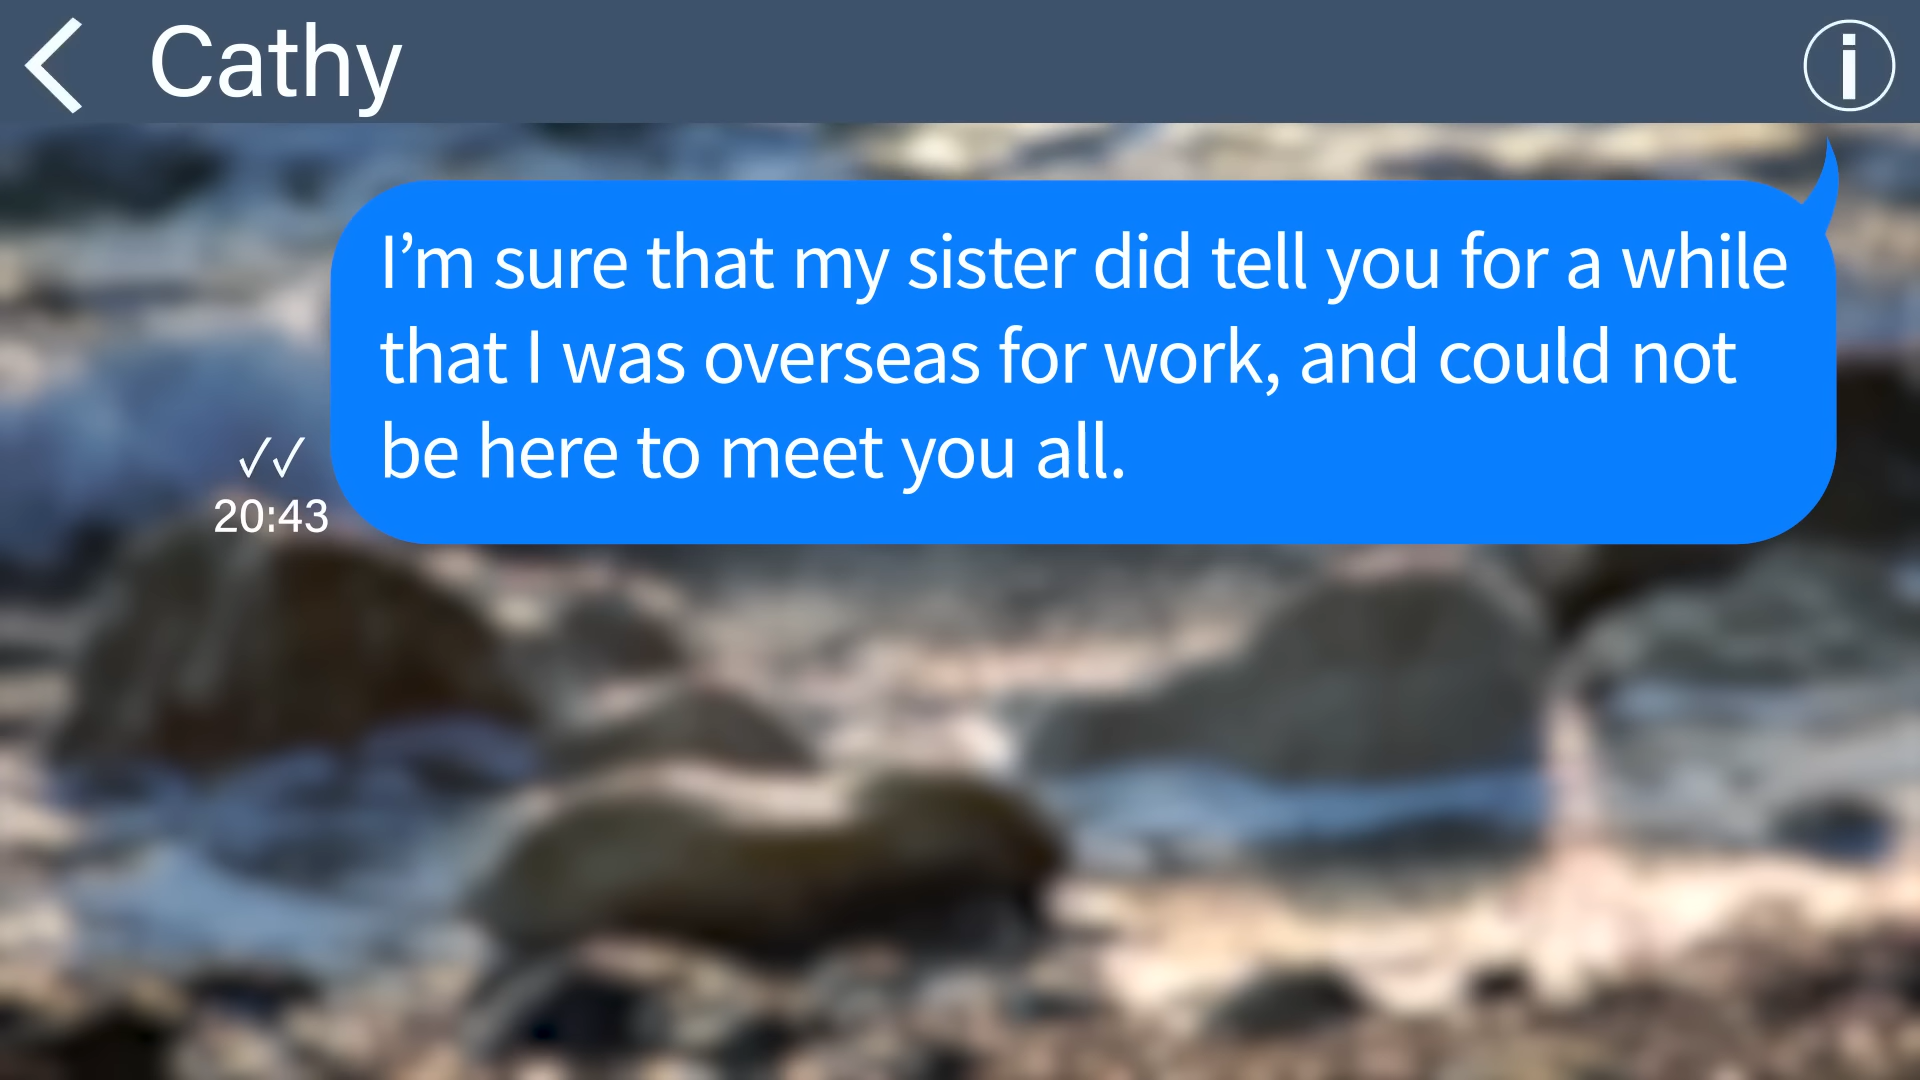 Cathy
I’m sure that my sister did tell you for a while
that I was overseas for work, and could not
be here to meet you all.
✓✓
20:43